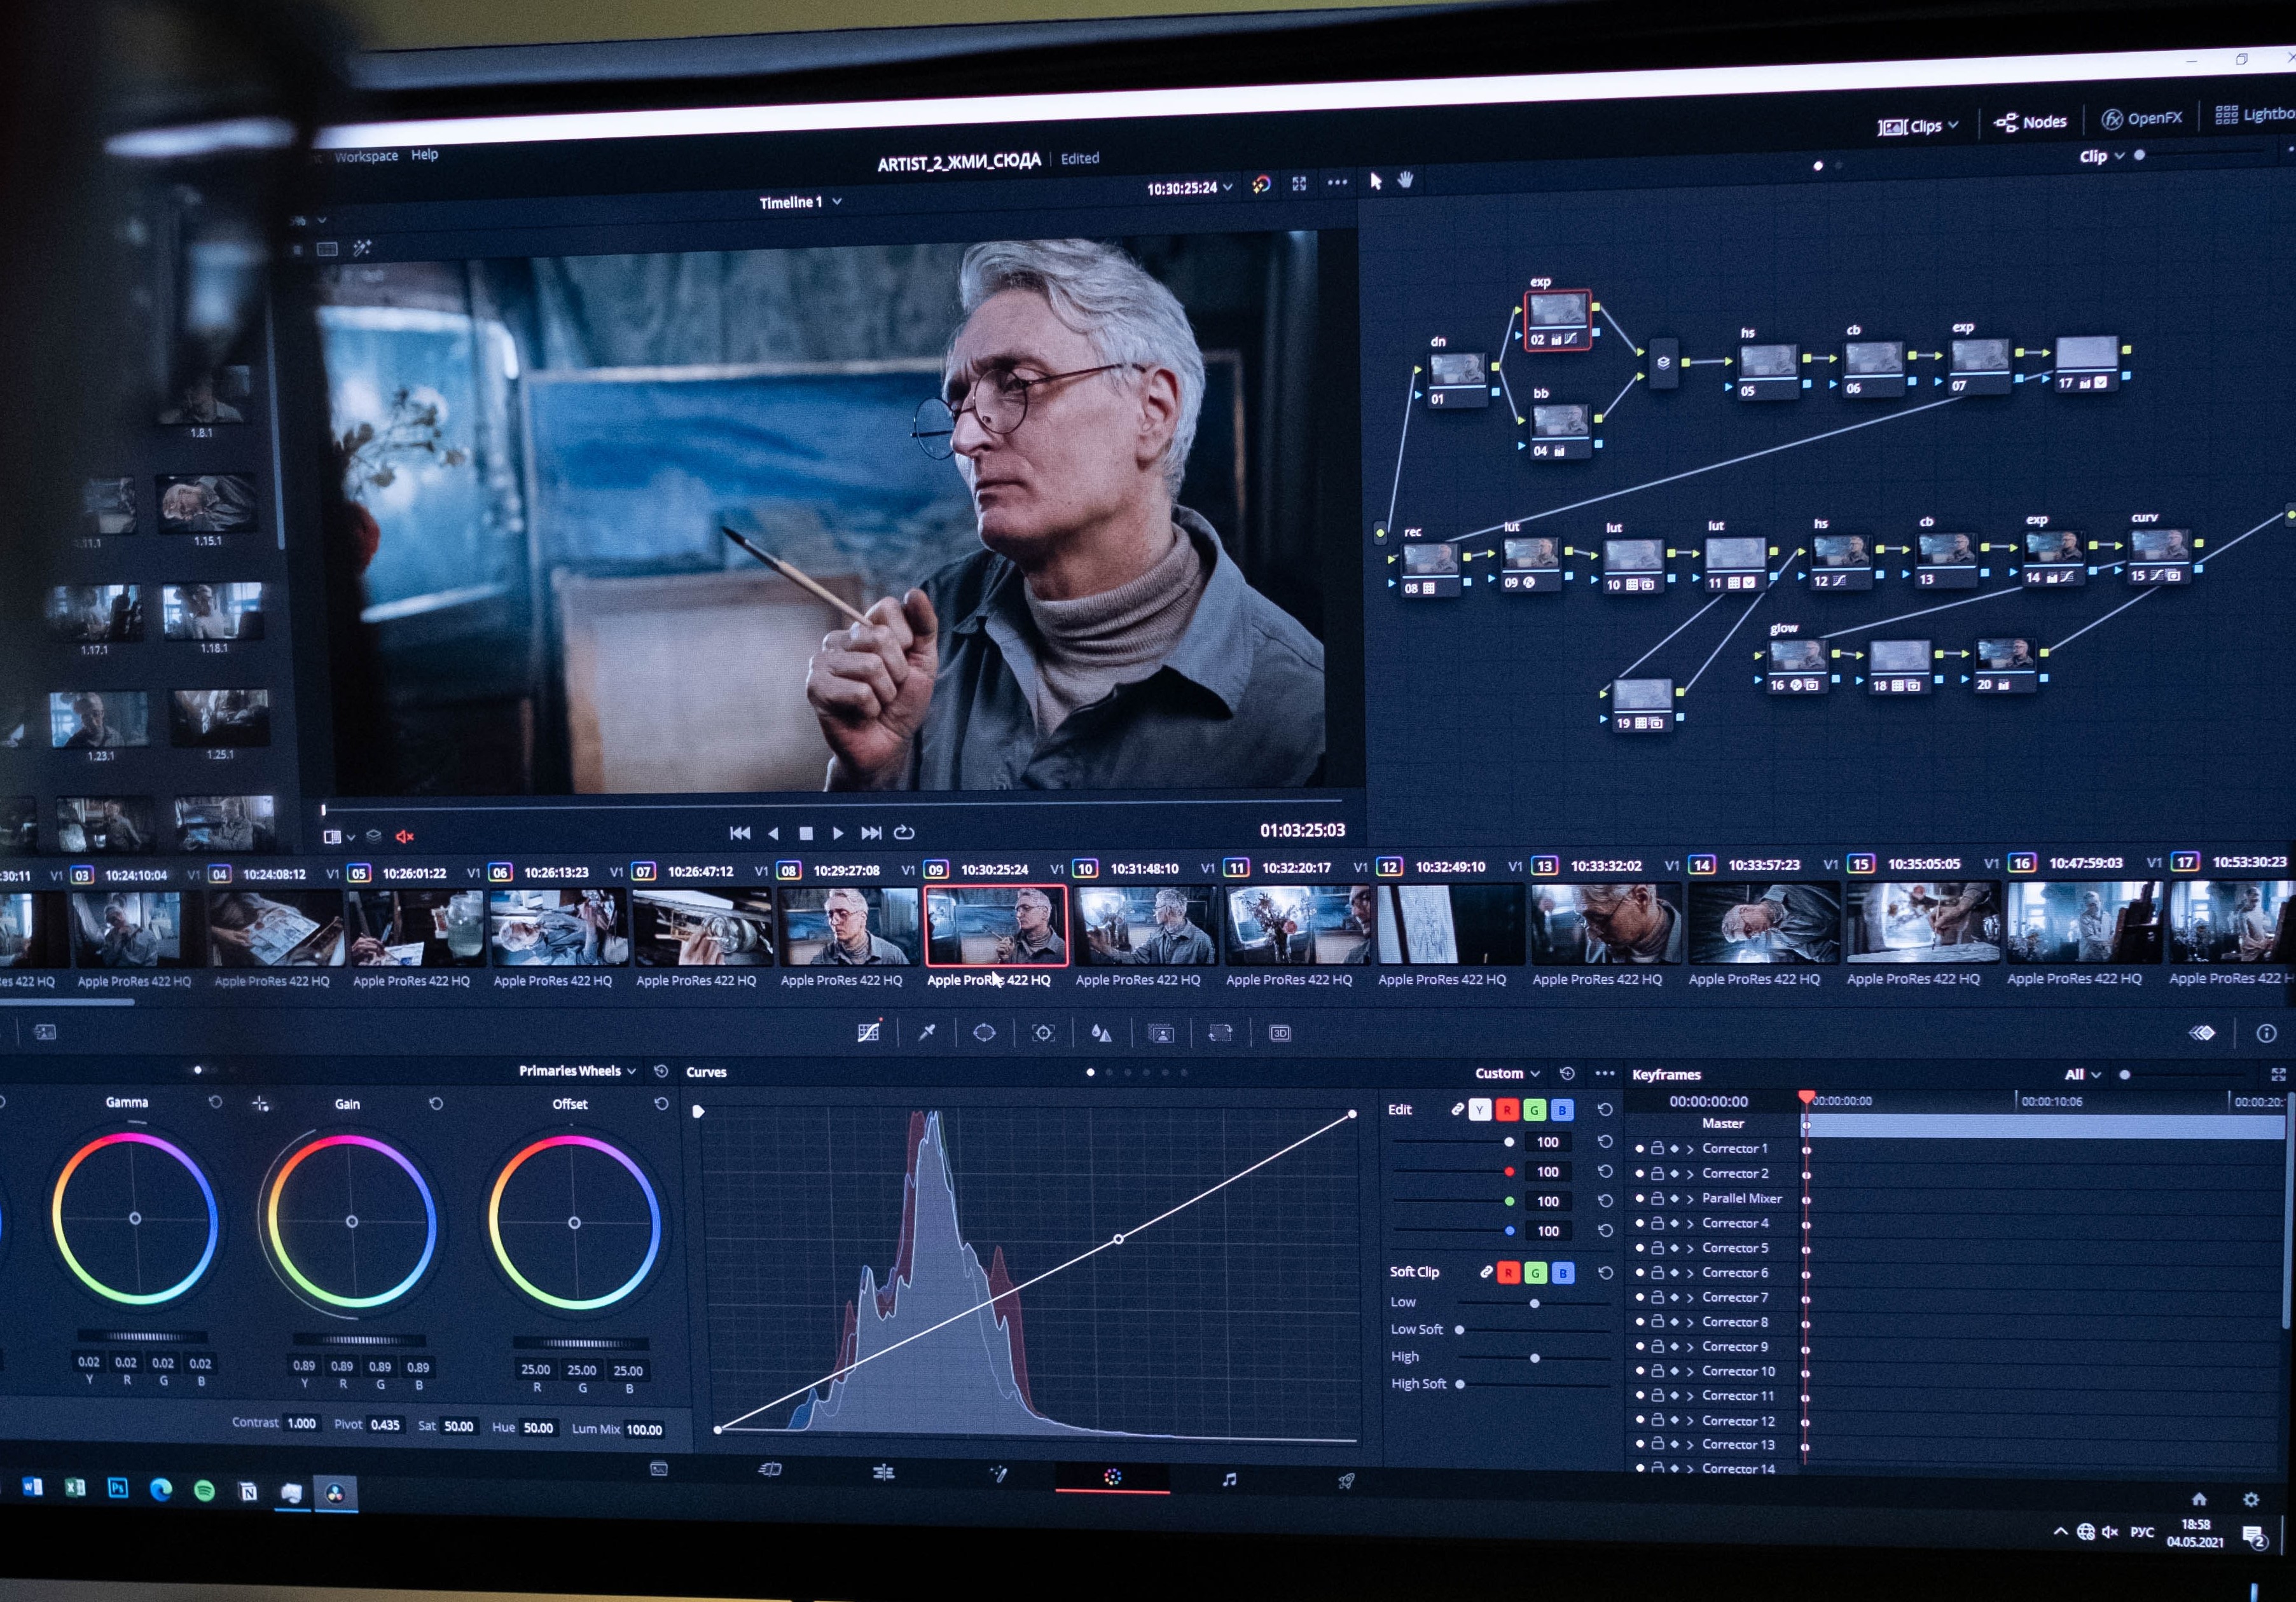 Workspace Help
ARTIST_2_ЖМИ_СЮДА Edited
Clips Nodes OpenFX
Timeline 1
10:30:25:24
Clip
exp
02
dn
01
bb
04
hs
05
cb
06
exp
07
17
rec
08
lut
09
lut
10
lut
11
hs
12
cb
13
exp
14
curv
15
glow
16
18
20
19
1.8.1
1.15.1
1.17.1
1.18.1
1.23.1
1.25.1
01:03:25:03
03 10:24:10:04 V1
04 10:24:08:12 V1
05 10:26:01:22 V1
06 10:26:13:23 V1
07 10:26:47:12 V1
08 10:29:27:08 V1
09 10:30:25:24 V1
10 10:31:48:10 V1
11 10:32:20:17 V1
12 10:32:49:10 V1
13 10:33:32:02 V1
14 10:33:57:23 V1
15 10:35:05:05 V1
16 10:47:59:03 V1
17 10:53:30:23
422 HQ
Apple ProRes 422 HQ
Apple ProRes 422 HQ
Apple ProRes 422 HQ
Apple ProRes 422 HQ
Apple ProRes 422 HQ
Apple ProRes 422 HQ
Apple ProRes 422 HQ
Apple ProRes 422 HQ
Apple ProRes 422 HQ
Apple ProRes 422 HQ
Apple ProRes 422 HQ
Apple ProRes 422 HQ
Apple ProRes 422 HQ
Apple ProRes 422 HQ
Apple ProRes 422
3D
Primaries Wheels
Gamma Gain Offset
0.02 0.02 0.02 0.02
Y R G B
0.89 0.89 0.89 0.89
Y R G B
25.00 25.00 25.00
R G B
Contrast 1.000 Pivot 0.435 Sat 50.00 Hue 50.00 Lum Mix 100.00
Curves
Custom
Edit Y R G B
100
100
100
100
Soft Clip R G B
Low
Low Soft
High
High Soft
Keyframes
All
00:00:00:00 00:00:00:00 00:00:10:06 00:00:20:
Master
Corrector 1
Corrector 2
Parallel Mixer
Corrector 4
Corrector 5
Corrector 6
Corrector 7
Corrector 8
Corrector 9
Corrector 10
Corrector 11
Corrector 12
Corrector 13
Corrector 14
Ps
РУС
18:58
04.05.2021
2